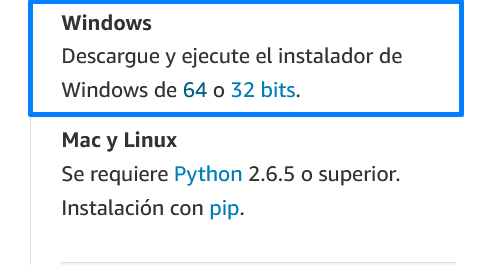 Windows
Descargue y ejecute el instalador de
Windows de 64 o 32 bits.
Mac y Linux
Se requiere Python 2.6.5 o superior.
Instalación con pip.